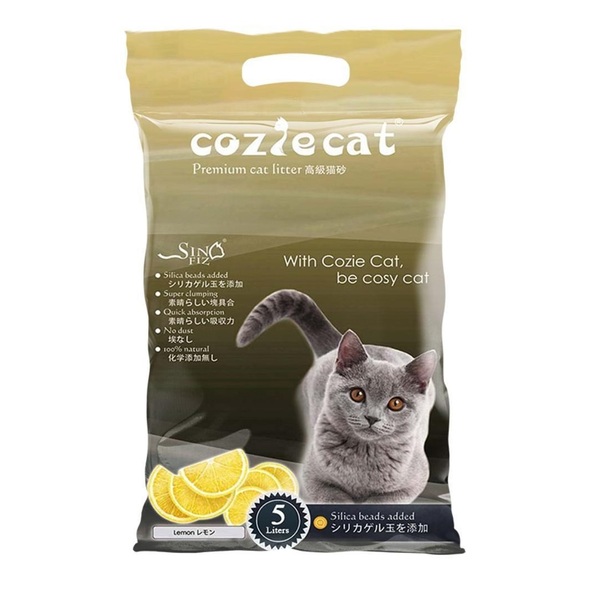 coziecat®
Premium cat litter 高級猫砂
SINO ®
FIZ
With Cozie Cat,
be cosy cat
• Silica beads added
シリカゲル玉を添加
• Super clumping
素晴らしい塊具合
• Quick absorption
素晴らしい吸収力
• No dust
埃なし
• 100% natural
化学添加無し
5
Liters
Silica beads added
シリカゲル玉を添加
Lemon レモン